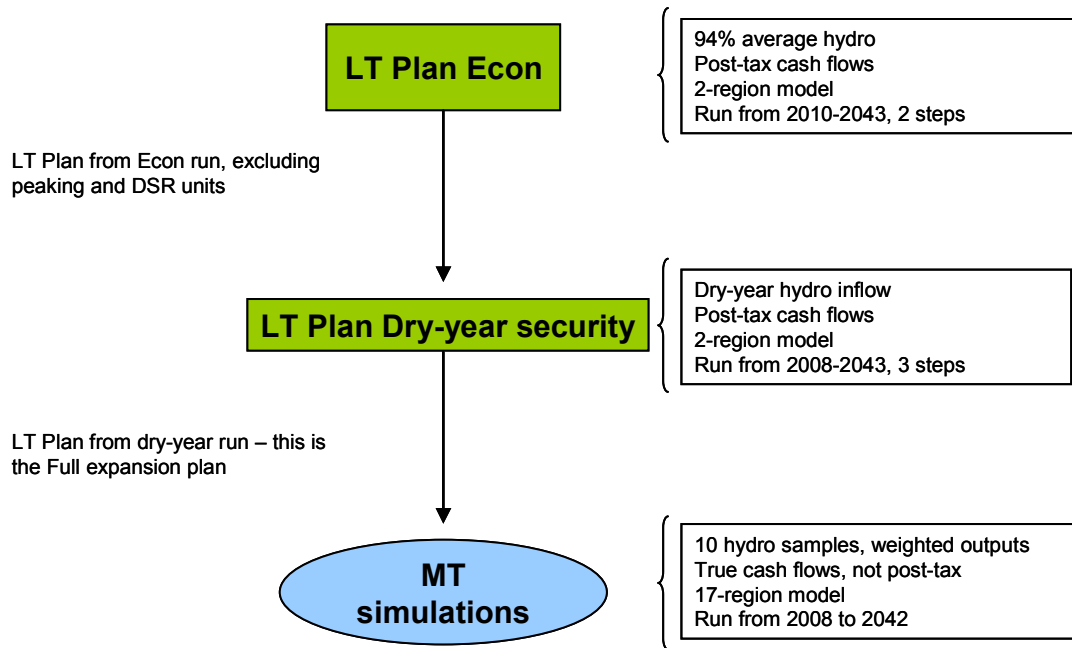 LT Plan Econ
94% average hydro
Post-tax cash flows
2-region model
Run from 2010-2043, 2 steps
LT Plan from Econ run, excluding
peaking and DSR units
LT Plan Dry-year security
Dry-year hydro inflow
Post-tax cash flows
2-region model
Run from 2008-2043, 3 steps
LT Plan from dry-year run – this is
the Full expansion plan
MT
simulations
10 hydro samples, weighted outputs
True cash flows, not post-tax
17-region model
Run from 2008 to 2042